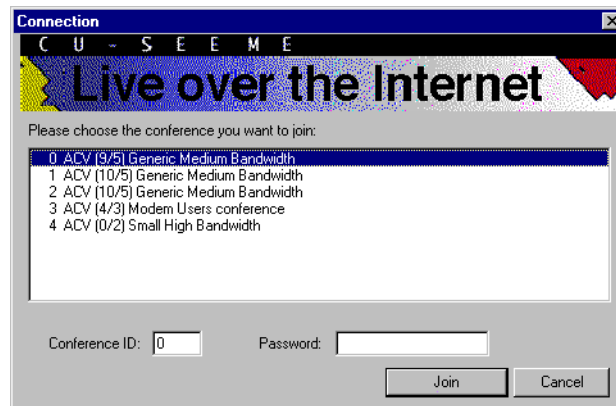 Connection
CU-SEEME
Live over the Internet
Please choose the conference you want to join:
0 ACV (9/5) Generic Medium Bandwidth
1 ACV (10/5) Generic Medium Bandwidth
2 ACV (10/5) Generic Medium Bandwidth
3 ACV (4/3) Modem Users conference
4 ACV (0/2) Small High Bandwidth
Conference ID: 0 Password:
Join Cancel